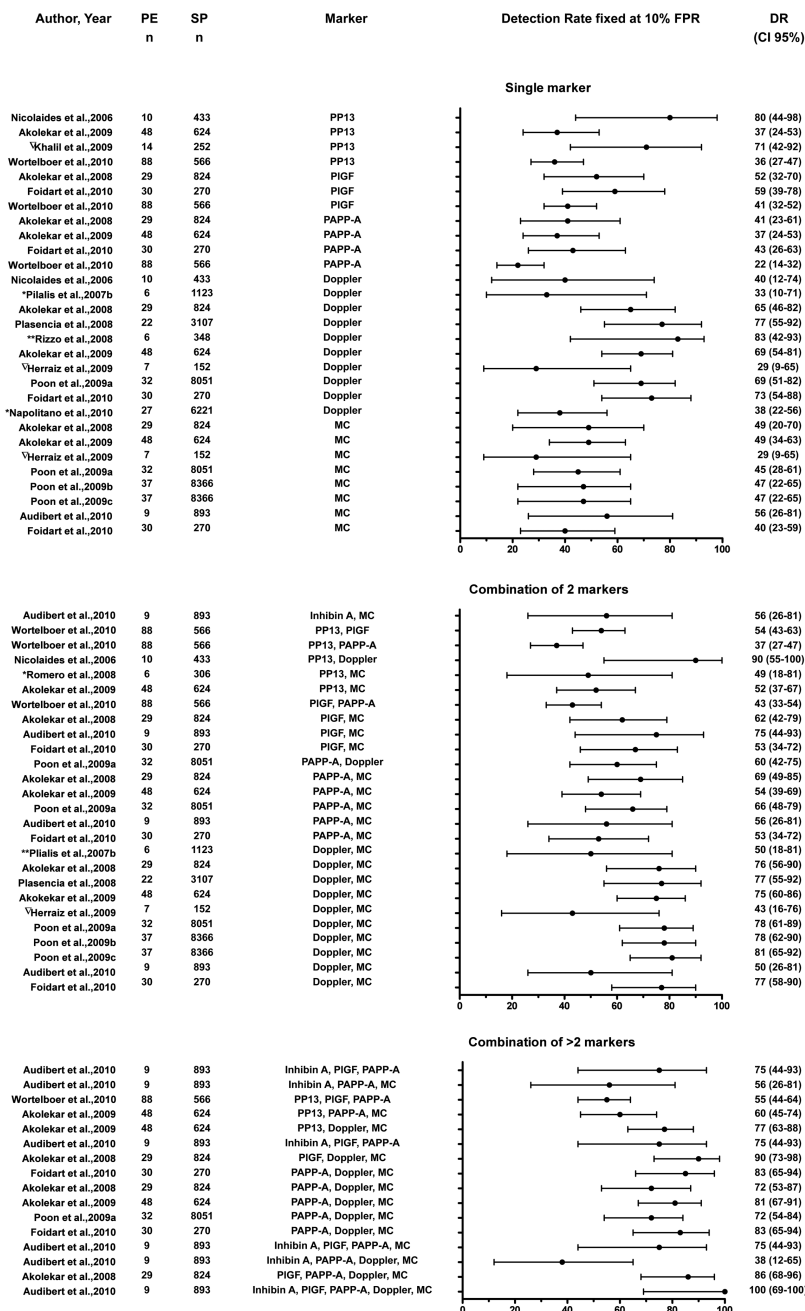 Author, Year PE SP Marker Detection Rate fixed at 10% FPR DR
n n (CI 95%)
Single marker
Nicolaides et al.,2006 10 433 PP13 80 (44-98)
Akolekar et al.,2009 48 624 PP13 37 (24-53)
∇Khalil et al.,2009 14 252 PP13 71 (42-92)
Wortelboer et al.,2010 88 566 PP13 36 (27-47)
Akolekar et al.,2008 29 824 PIGF 52 (32-70)
Foidart et al.,2010 30 270 PIGF 59 (39-78)
Wortelboer et al.,2010 88 566 PIGF 41 (32-52)
Akolekar et al.,2008 29 824 PAPP-A 41 (23-61)
Akolekar et al.,2009 48 624 PAPP-A 37 (24-53)
Foidart et al.,2010 30 270 PAPP-A 43 (26-63)
Wortelboer et al.,2010 88 566 PAPP-A 22 (14-32)
Nicolaides et al.,2006 10 433 Doppler 40 (12-74)
*Pilalis et al.,2007b 6 1123 Doppler 33 (10-71)
Akolekar et al.,2008 29 824 Doppler 65 (46-82)
Plasencia et al.,2008 22 3107 Doppler 77 (55-92)
**Rizzo et al.,2008 6 348 Doppler 83 (42-93)
Akolekar et al.,2009 48 624 Doppler 69 (54-81)
∇Herraiz et al.,2009 7 152 Doppler 29 (9-65)
Poon et al.,2009a 32 8051 Doppler 69 (51-82)
Foidart et al.,2010 30 270 Doppler 73 (54-88)
*Napolitano et al.,2010 27 6221 Doppler 38 (22-56)
Akolekar et al.,2008 29 824 MC 49 (20-70)
Akolekar et al.,2009 48 624 MC 49 (34-63)
∇Herraiz et al.,2009 7 152 MC 29 (9-65)
Poon et al.,2009a 32 8051 MC 45 (28-61)
Poon et al.,2009b 37 8366 MC 47 (22-65)
Poon et al.,2009c 37 8366 MC 47 (22-65)
Audibert et al.,2010 9 893 MC 56 (26-81)
Foidart et al.,2010 30 270 MC 40 (23-59)
0 20 40 60 80 100
Combination of 2 markers
Audibert et al.,2010 9 893 Inhibin A, MC 56 (26-81)
Wortelboer et al.,2010 88 566 PP13, PIGF 54 (43-63)
Wortelboer et al.,2010 88 566 PP13, PAPP-A 37 (27-47)
Nicolaides et al.,2006 10 433 PP13, Doppler 90 (55-100)
*Romero et al.,2008 6 306 PP13, MC 49 (18-81)
Akolekar et al.,2009 48 624 PP13, MC 52 (37-67)
Wortelboer et al.,2010 88 566 PIGF, PAPP-A 43 (33-54)
Akolekar et al.,2008 29 824 PIGF, MC 62 (42-79)
Audibert et al.,2010 9 893 PIGF, MC 75 (44-93)
Foidart et al.,2010 30 270 PIGF, MC 53 (34-72)
Poon et al.,2009a 32 8051 PAPP-A, Doppler 60 (42-75)
Akolekar et al.,2008 29 824 PAPP-A, MC 69 (49-85)
Akolekar et al.,2009 48 624 PAPP-A, MC 54 (39-69)
Poon et al.,2009a 32 8051 PAPP-A, MC 66 (48-79)
Audibert et al.,2010 9 893 PAPP-A, MC 56 (26-81)
Foidart et al.,2010 30 270 PAPP-A, MC 53 (34-72)
**Plialis et al.,2007b 6 1123 Doppler, MC 50 (18-81)
Akolekar et al.,2008 29 824 Doppler, MC 76 (56-90)
Plasencia et al.,2008 22 3107 Doppler, MC 77 (55-92)
Akokekar et al.,2009 48 624 Doppler, MC 75 (60-86)
∇Herraiz et al.,2009 7 152 Doppler, MC 43 (16-76)
Poon et al.,2009a 32 8051 Doppler, MC 78 (61-89)
Poon et al.,2009b 37 8366 Doppler, MC 78 (62-90)
Poon et al.,2009c 37 8366 Doppler, MC 81 (65-92)
Audibert et al.,2010 9 893 Doppler, MC 50 (26-81)
Foidart et al.,2010 30 270 Doppler, MC 77 (58-90)
0 20 40 60 80 100
Combination of >2 markers
Audibert et al.,2010 9 893 Inhibin A, PIGF, PAPP-A 75 (44-93)
Audibert et al.,2010 9 893 Inhibin A, PAPP-A, MC 56 (26-81)
Wortelboer et al.,2010 88 566 PP13, PIGF, PAPP-A 55 (44-64)
Akolekar et al.,2009 48 624 PP13, PAPP-A, MC 60 (45-74)
Akolekar et al.,2009 48 624 PP13, Doppler, MC 77 (63-88)
Audibert et al.,2010 9 893 Inhibin A, PIGF, PAPP-A 75 (44-93)
Akolekar et al.,2008 29 824 PIGF, Doppler, MC 90 (73-98)
Foidart et al.,2010 30 270 PAPP-A, Doppler, MC 83 (65-94)
Akolekar et al.,2008 29 824 PAPP-A, Doppler, MC 72 (53-87)
Akolekar et al.,2009 48 624 PAPP-A, Doppler, MC 81 (67-91)
Poon et al.,2009a 32 8051 PAPP-A, Doppler, MC 72 (54-84)
Foidart et al.,2010 30 270 PAPP-A, Doppler, MC 83 (65-94)
Audibert et al.,2010 9 893 Inhibin A, PIGF, PAPP-A, MC 75 (44-93)
Audibert et al.,2010 9 893 Inhibin A, PAPP-A, Doppler, MC 38 (12-65)
Akolekar et al.,2008 29 824 PIGF, PAPP-A, Doppler, MC 86 (68-96)
Audibert et al.,2010 9 893 Inhibin A, PIGF, PAPP-A, Doppler, MC 100 (69-100)